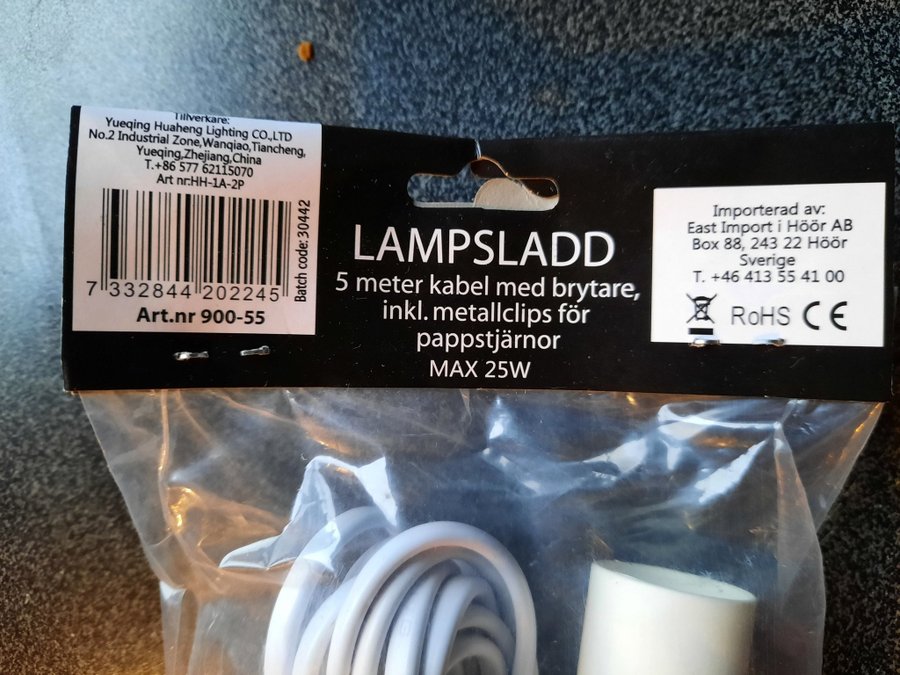 Tillverkare:
Yueqing Huaheng Lighting CO.,LTD
No.2 Industrial Zone,Wanqiao,Tiancheng,
Yueqing,Zhejiang,China
T.+86 577 62115070
Art nr:HH-1A-2P
Batch code: 30442
7 332844 202245
Art.nr 900-55
LAMPSLADD
5 meter kabel med brytare,
inkl. metallclips för
pappstjärnor
MAX 25W
Importerad av:
East Import i Höör AB
Box 88, 243 22 Höör
Sverige
T. +46 413 55 41 00
RoHS CE